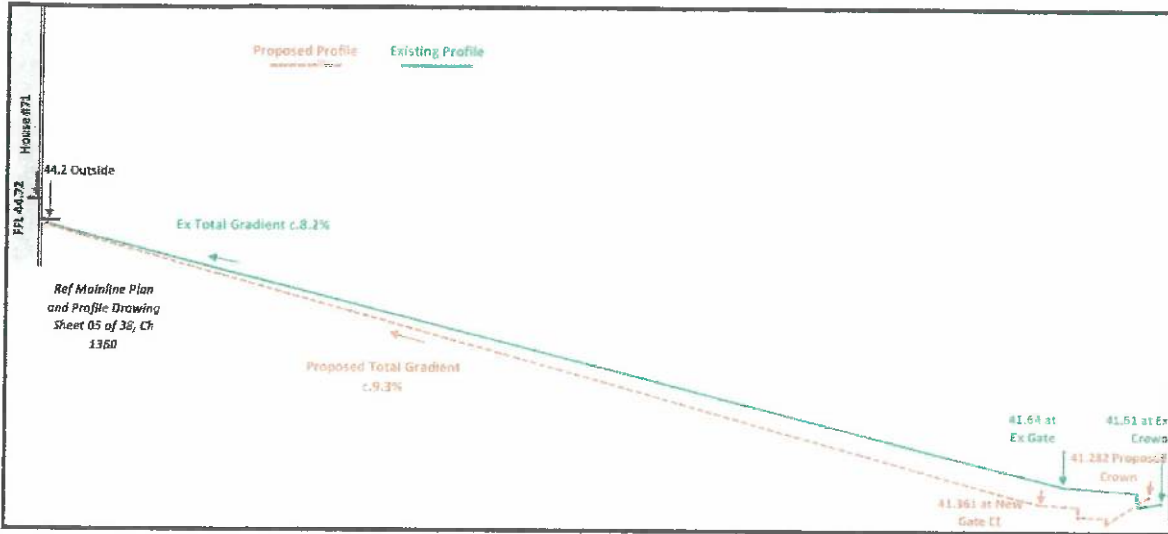 Proposed Profile
Existing Profile
House #71
FFL 44.72
44.2 Outside
Ex Total Gradient c.8.2%
Ref Mainline Plan
and Profile Drawing
Sheet 05 of 38, Ch
1360
Proposed Total Gradient
c.9.3%
41.64 at
Ex Gate
41.51 at Ex
Crown
41.282 Proposed
Crown
41.361 at New
Gate CL